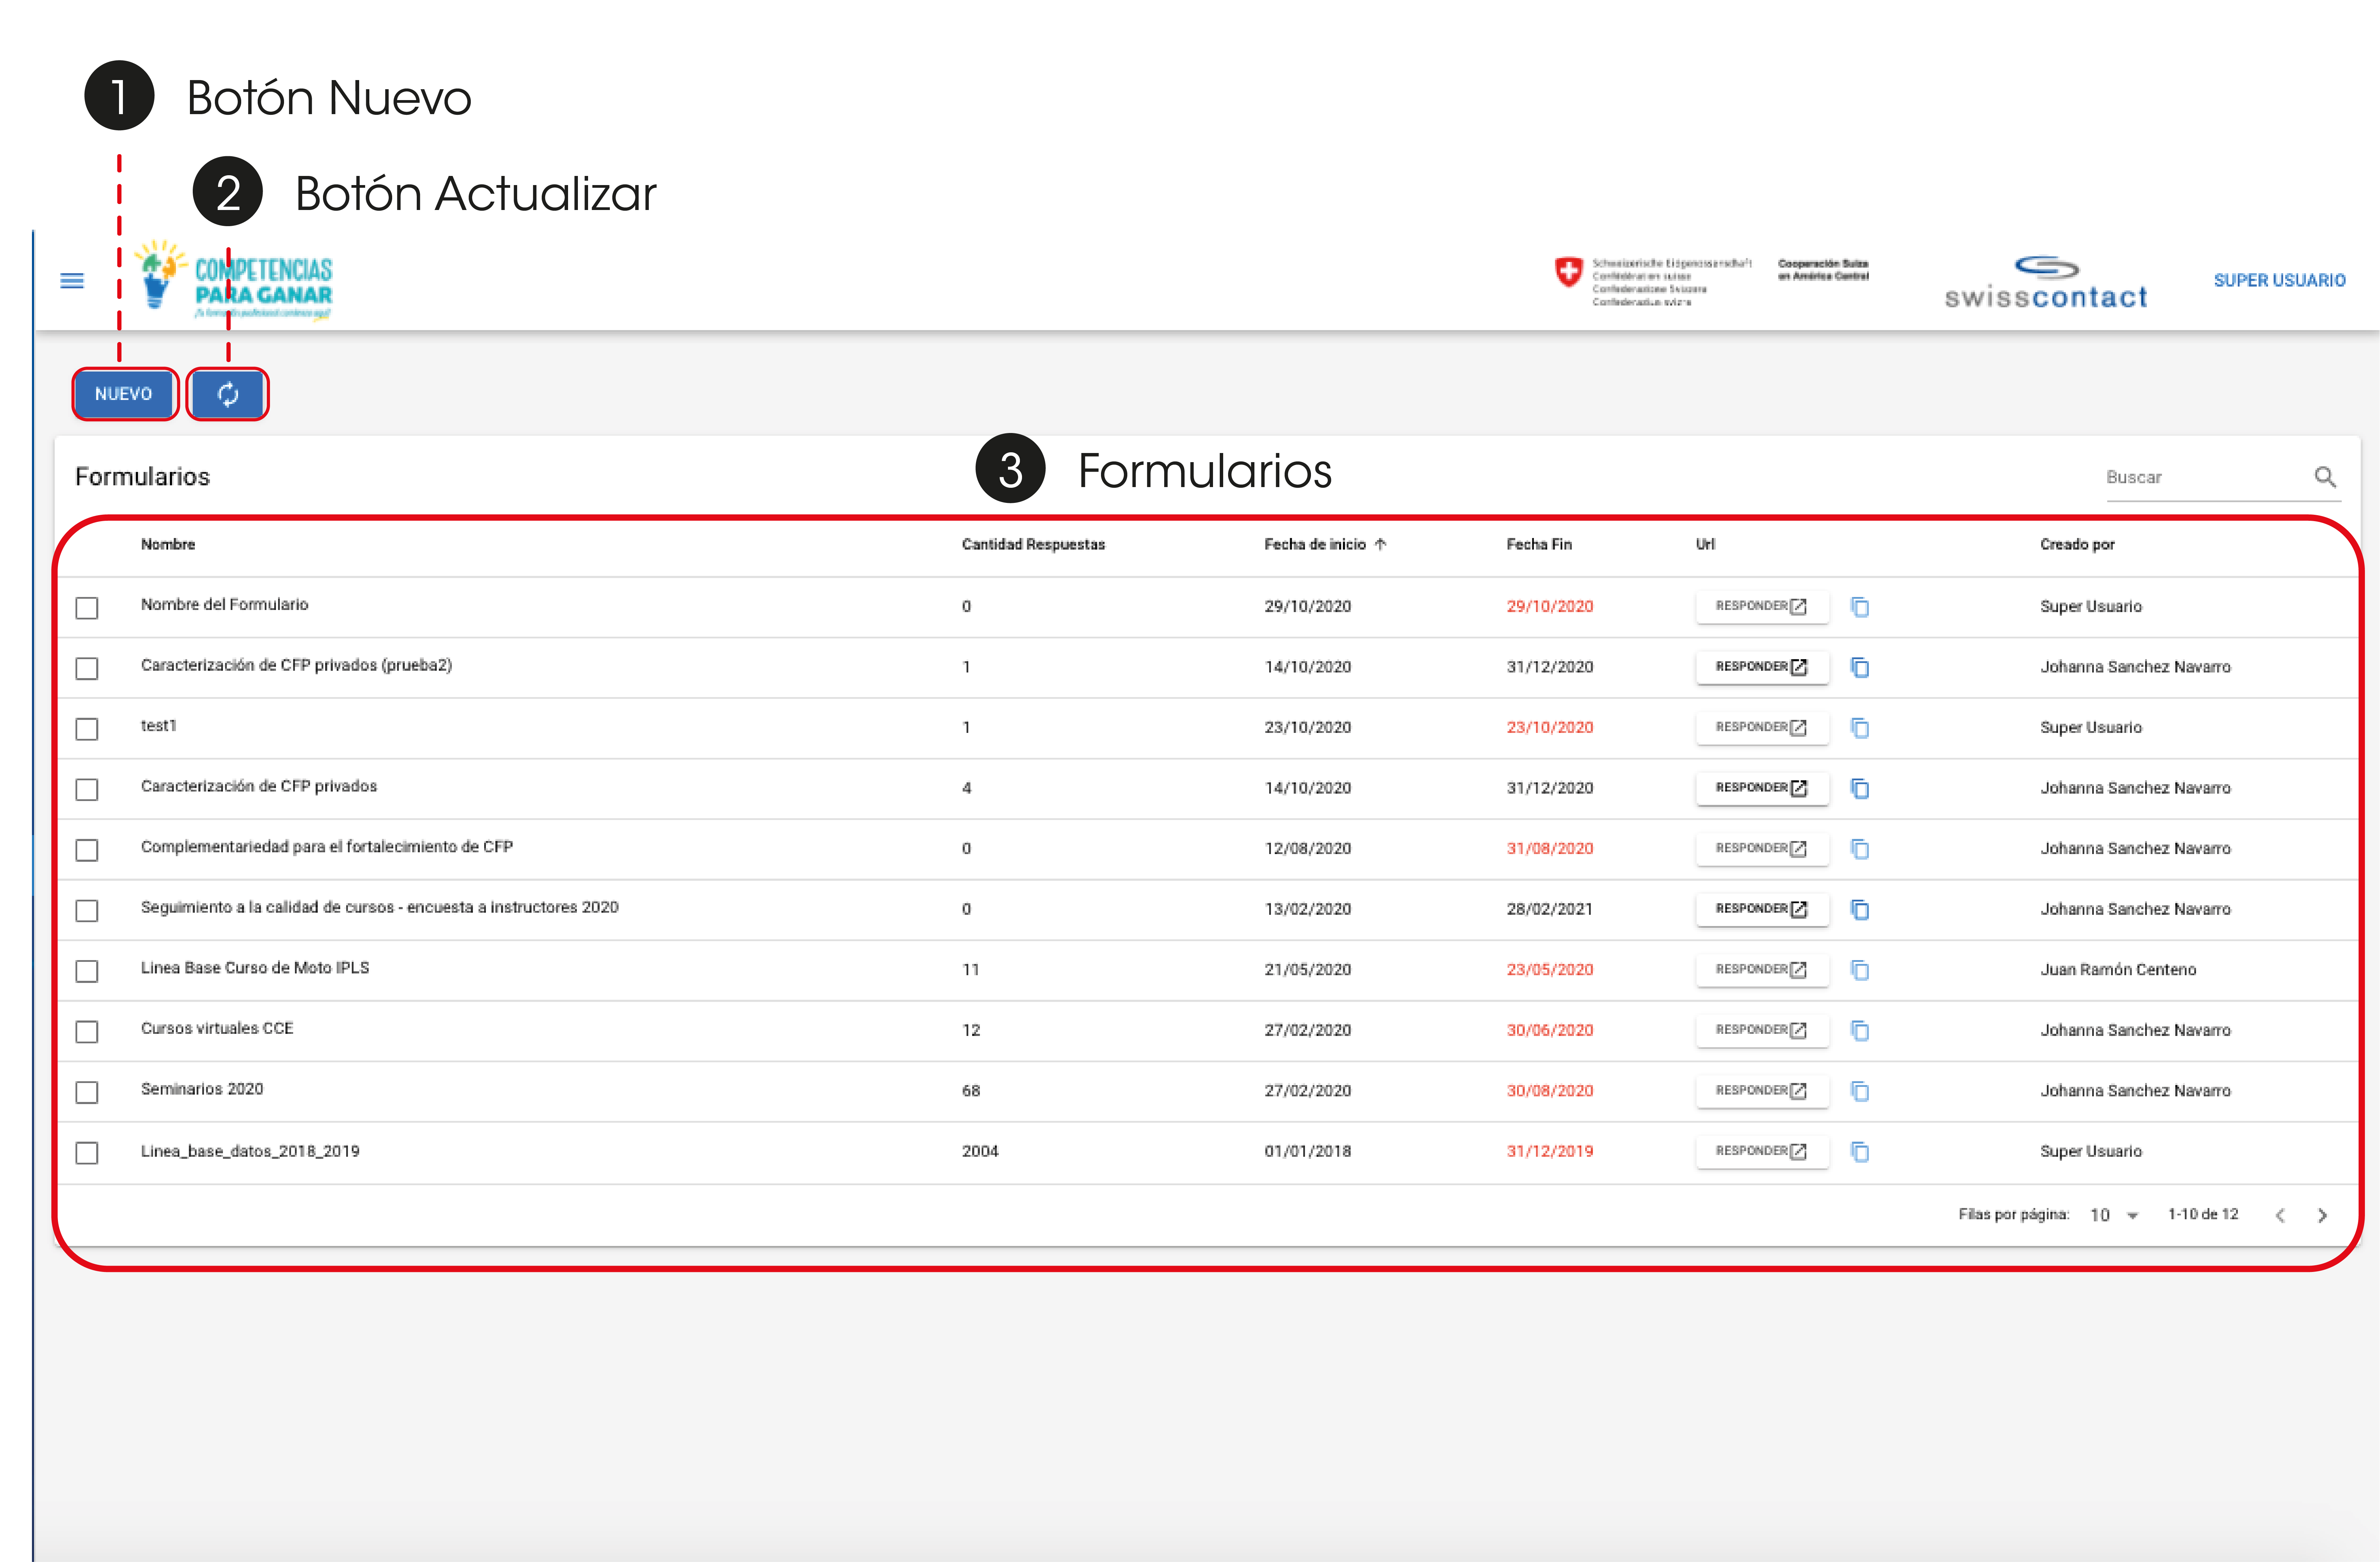 1 Botón Nuevo
2 Botón Actualizar
COMPETENCIAS
PARA GANAR
Schweizerische Eidgenossenschaft
Confédération suisse
Confederazione Svizzera
Confederaziun svizra
Cooperación Suiza
en América Central
swisscontact
SUPER USUARIO
NUEVO
Formularios
3 Formularios
Buscar
Nombre Cantidad Respuestas Fecha de inicio ↑ Fecha Fin Url Creado por
Nombre del Formulario 0 29/10/2020 29/10/2020 RESPONDER Super Usuario
Caracterización de CFP privados (prueba2) 1 14/10/2020 31/12/2020 RESPONDER Johanna Sanchez Navarro
test1 1 23/10/2020 23/10/2020 RESPONDER Super Usuario
Caracterización de CFP privados 4 14/10/2020 31/12/2020 RESPONDER Johanna Sanchez Navarro
Complementariedad para el fortalecimiento de CFP 0 12/08/2020 31/08/2020 RESPONDER Johanna Sanchez Navarro
Seguimiento a la calidad de cursos - encuesta a instructores 2020 0 13/02/2020 28/02/2021 RESPONDER Johanna Sanchez Navarro
Linea Base Curso de Moto IPLS 11 21/05/2020 23/05/2020 RESPONDER Juan Ramón Centeno
Cursos virtuales CCE 12 27/02/2020 30/06/2020 RESPONDER Johanna Sanchez Navarro
Seminarios 2020 68 27/02/2020 30/08/2020 RESPONDER Johanna Sanchez Navarro
Linea_base_datos_2018_2019 2004 01/01/2018 31/12/2019 RESPONDER Super Usuario
Filas por página: 10 1-10 de 12